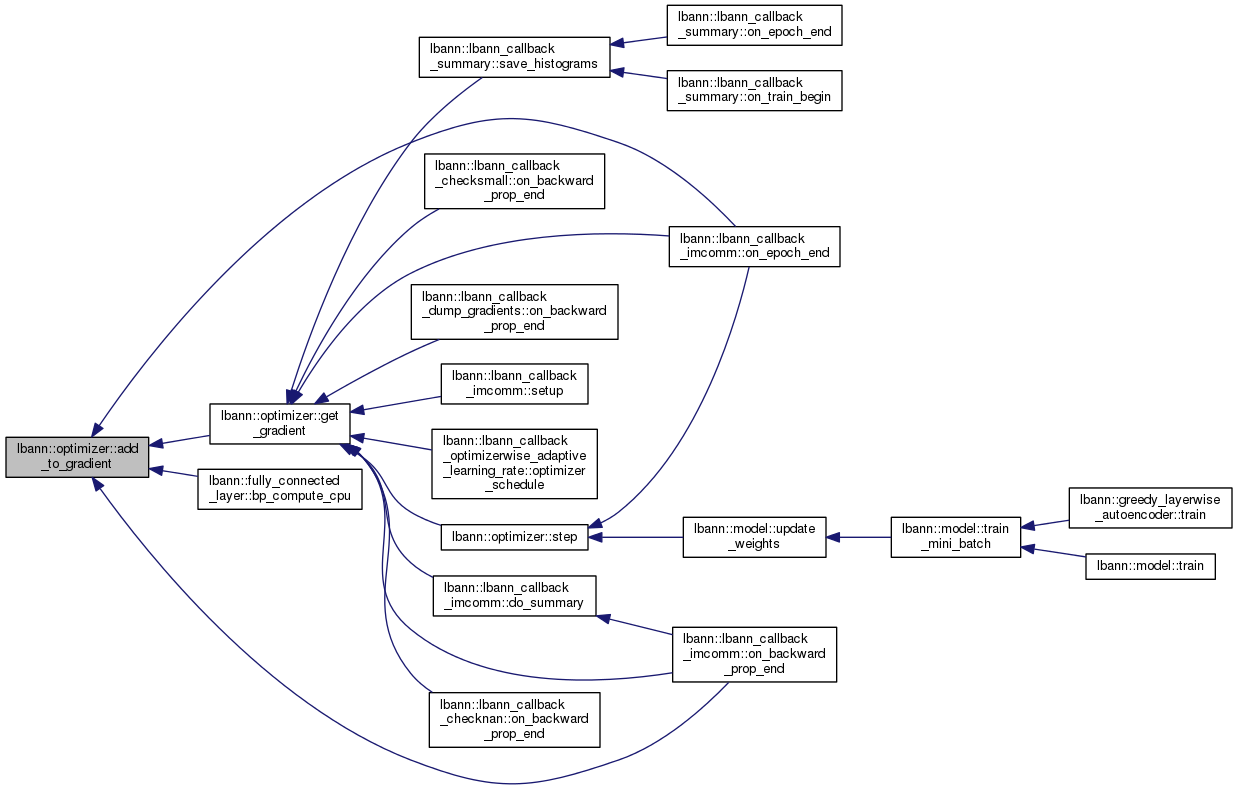 lbann::lbann_callback
_summary::on_epoch_end
lbann::lbann_callback
_summary::save_histograms
lbann::lbann_callback
_summary::on_train_begin
lbann::lbann_callback
_checksmall::on_backward
_prop_end
lbann::lbann_callback
_imcomm::on_epoch_end
lbann::lbann_callback
_dump_gradients::on_backward
_prop_end
lbann::lbann_callback
_imcomm::setup
lbann::optimizer::get
_gradient
lbann::optimizer::add
_to_gradient
lbann::lbann_callback
_optimizerwise_adaptive
_learning_rate::optimizer
_schedule
lbann::fully_connected
_layer::bp_compute_cpu
lbann::optimizer::step
lbann::model::update
_weights
lbann::model::train
_mini_batch
lbann::greedy_layerwise
_autoencoder::train
lbann::model::train
lbann::lbann_callback
_imcomm::do_summary
lbann::lbann_callback
_imcomm::on_backward
_prop_end
lbann::lbann_callback
_checknan::on_backward
_prop_end